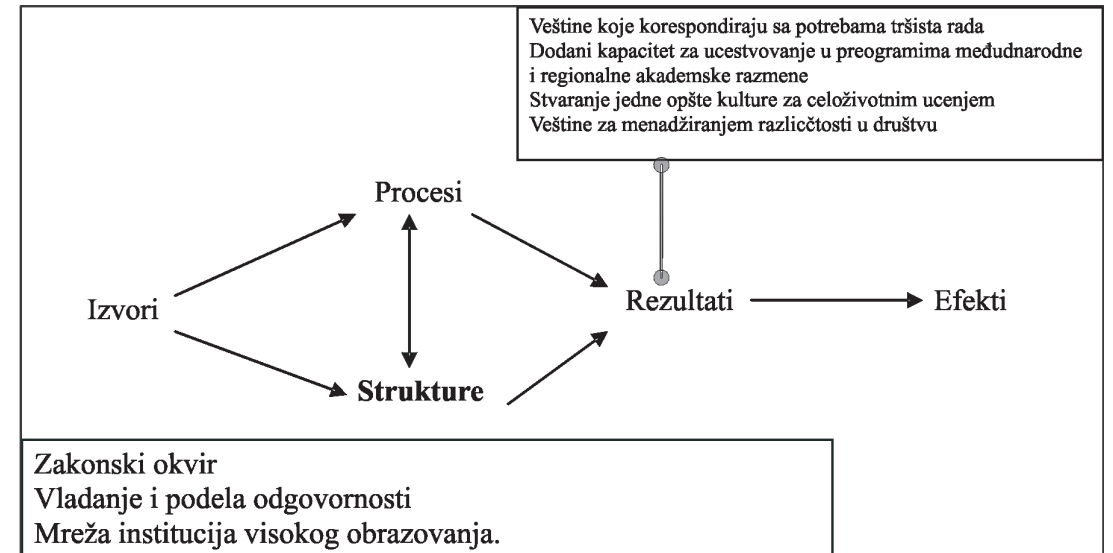 Veštine koje korespondiraju sa potrebama tršista rada
Dodani kapacitet za ucestvovanje u preogramima međudnarodne
i regionalne akademske razmene
Stvaranje jedne opšte kulture za celoživotnim ucenjem
Veštine za menadžiranjem razlicčtosti u društvu
Procesi
Izvori
Rezultati
Efekti
Strukture
Zakonski okvir
Vladanje i podela odgovornosti
Mreža institucija visokog obrazovanja.